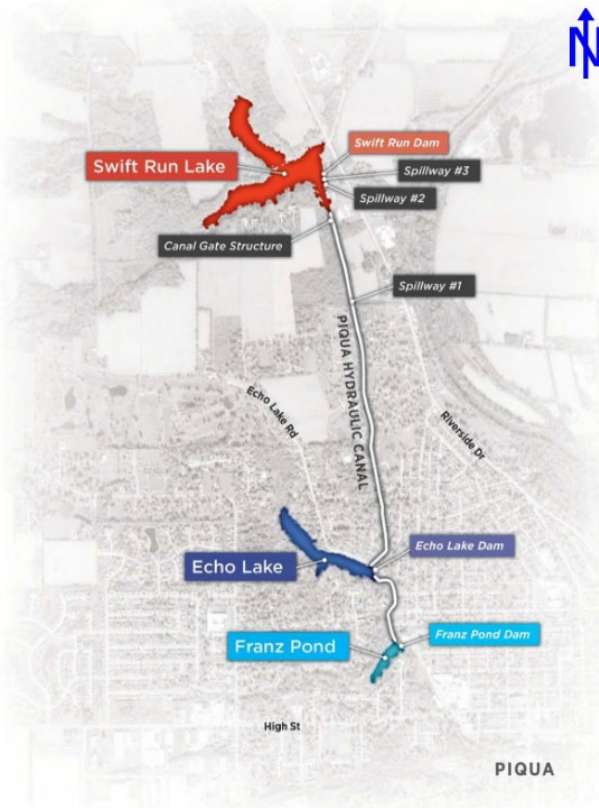 N
Swift Run Dam
Swift Run Lake
Spillway #3
Spillway #2
Canal Gate Structure
Spillway #1
PIQUA HYDRAULIC CANAL
Echo Lake Rd
Riverside Dr
Echo Lake Dam
Echo Lake
Franz Pond Dam
Franz Pond
High St
PIQUA